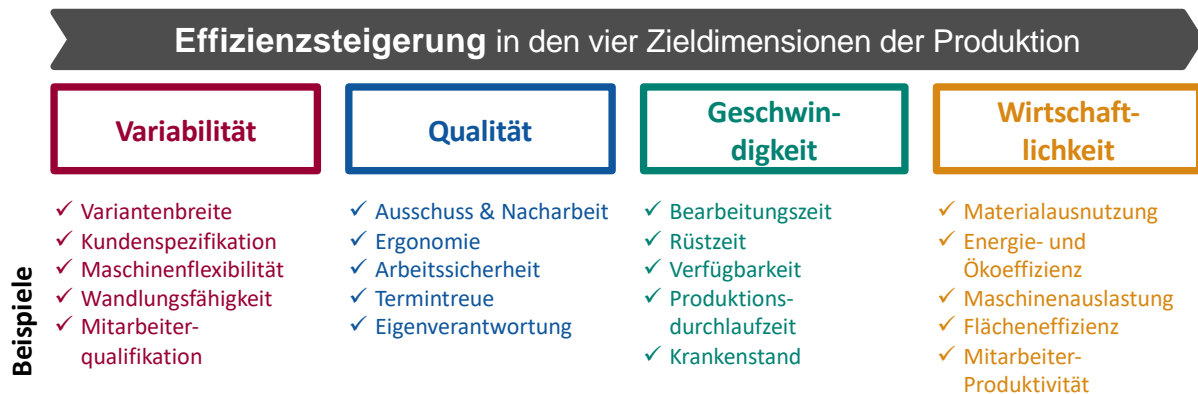 Effizienzsteigerung in den vier Zieldimensionen der Produktion
Variabilität
✓ Variantenbreite
✓ Kundenspezifikation
✓ Maschinenflexibilität
✓ Wandlungsfähigkeit
✓ Mitarbeiter-
qualifikation
Qualität
✓ Ausschuss & Nacharbeit
✓ Ergonomie
✓ Arbeitssicherheit
✓ Termintreue
✓ Eigenverantwortung
Geschwin-
digkeit
✓ Bearbeitungszeit
✓ Rüstzeit
✓ Verfügbarkeit
✓ Produktions-
durchlaufzeit
✓ Krankenstand
Wirtschaft-
lichkeit
✓ Materialausnutzung
✓ Energie- und
Ökoeffizienz
✓ Maschinenauslastung
✓ Flächeneffizienz
✓ Mitarbeiter-
Produktivität
Beispiele